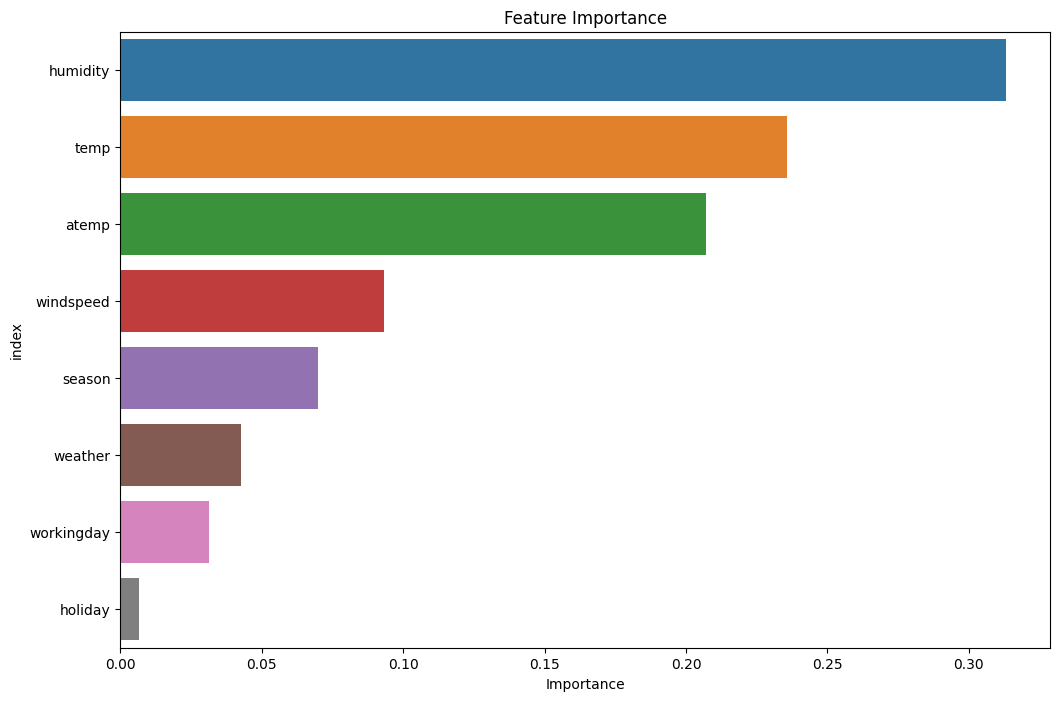 Feature Importance
humidity
temp
atemp
windspeed
index
season
weather
workingday
holiday
0.00 0.05 0.10 0.15 0.20 0.25 0.30
Importance